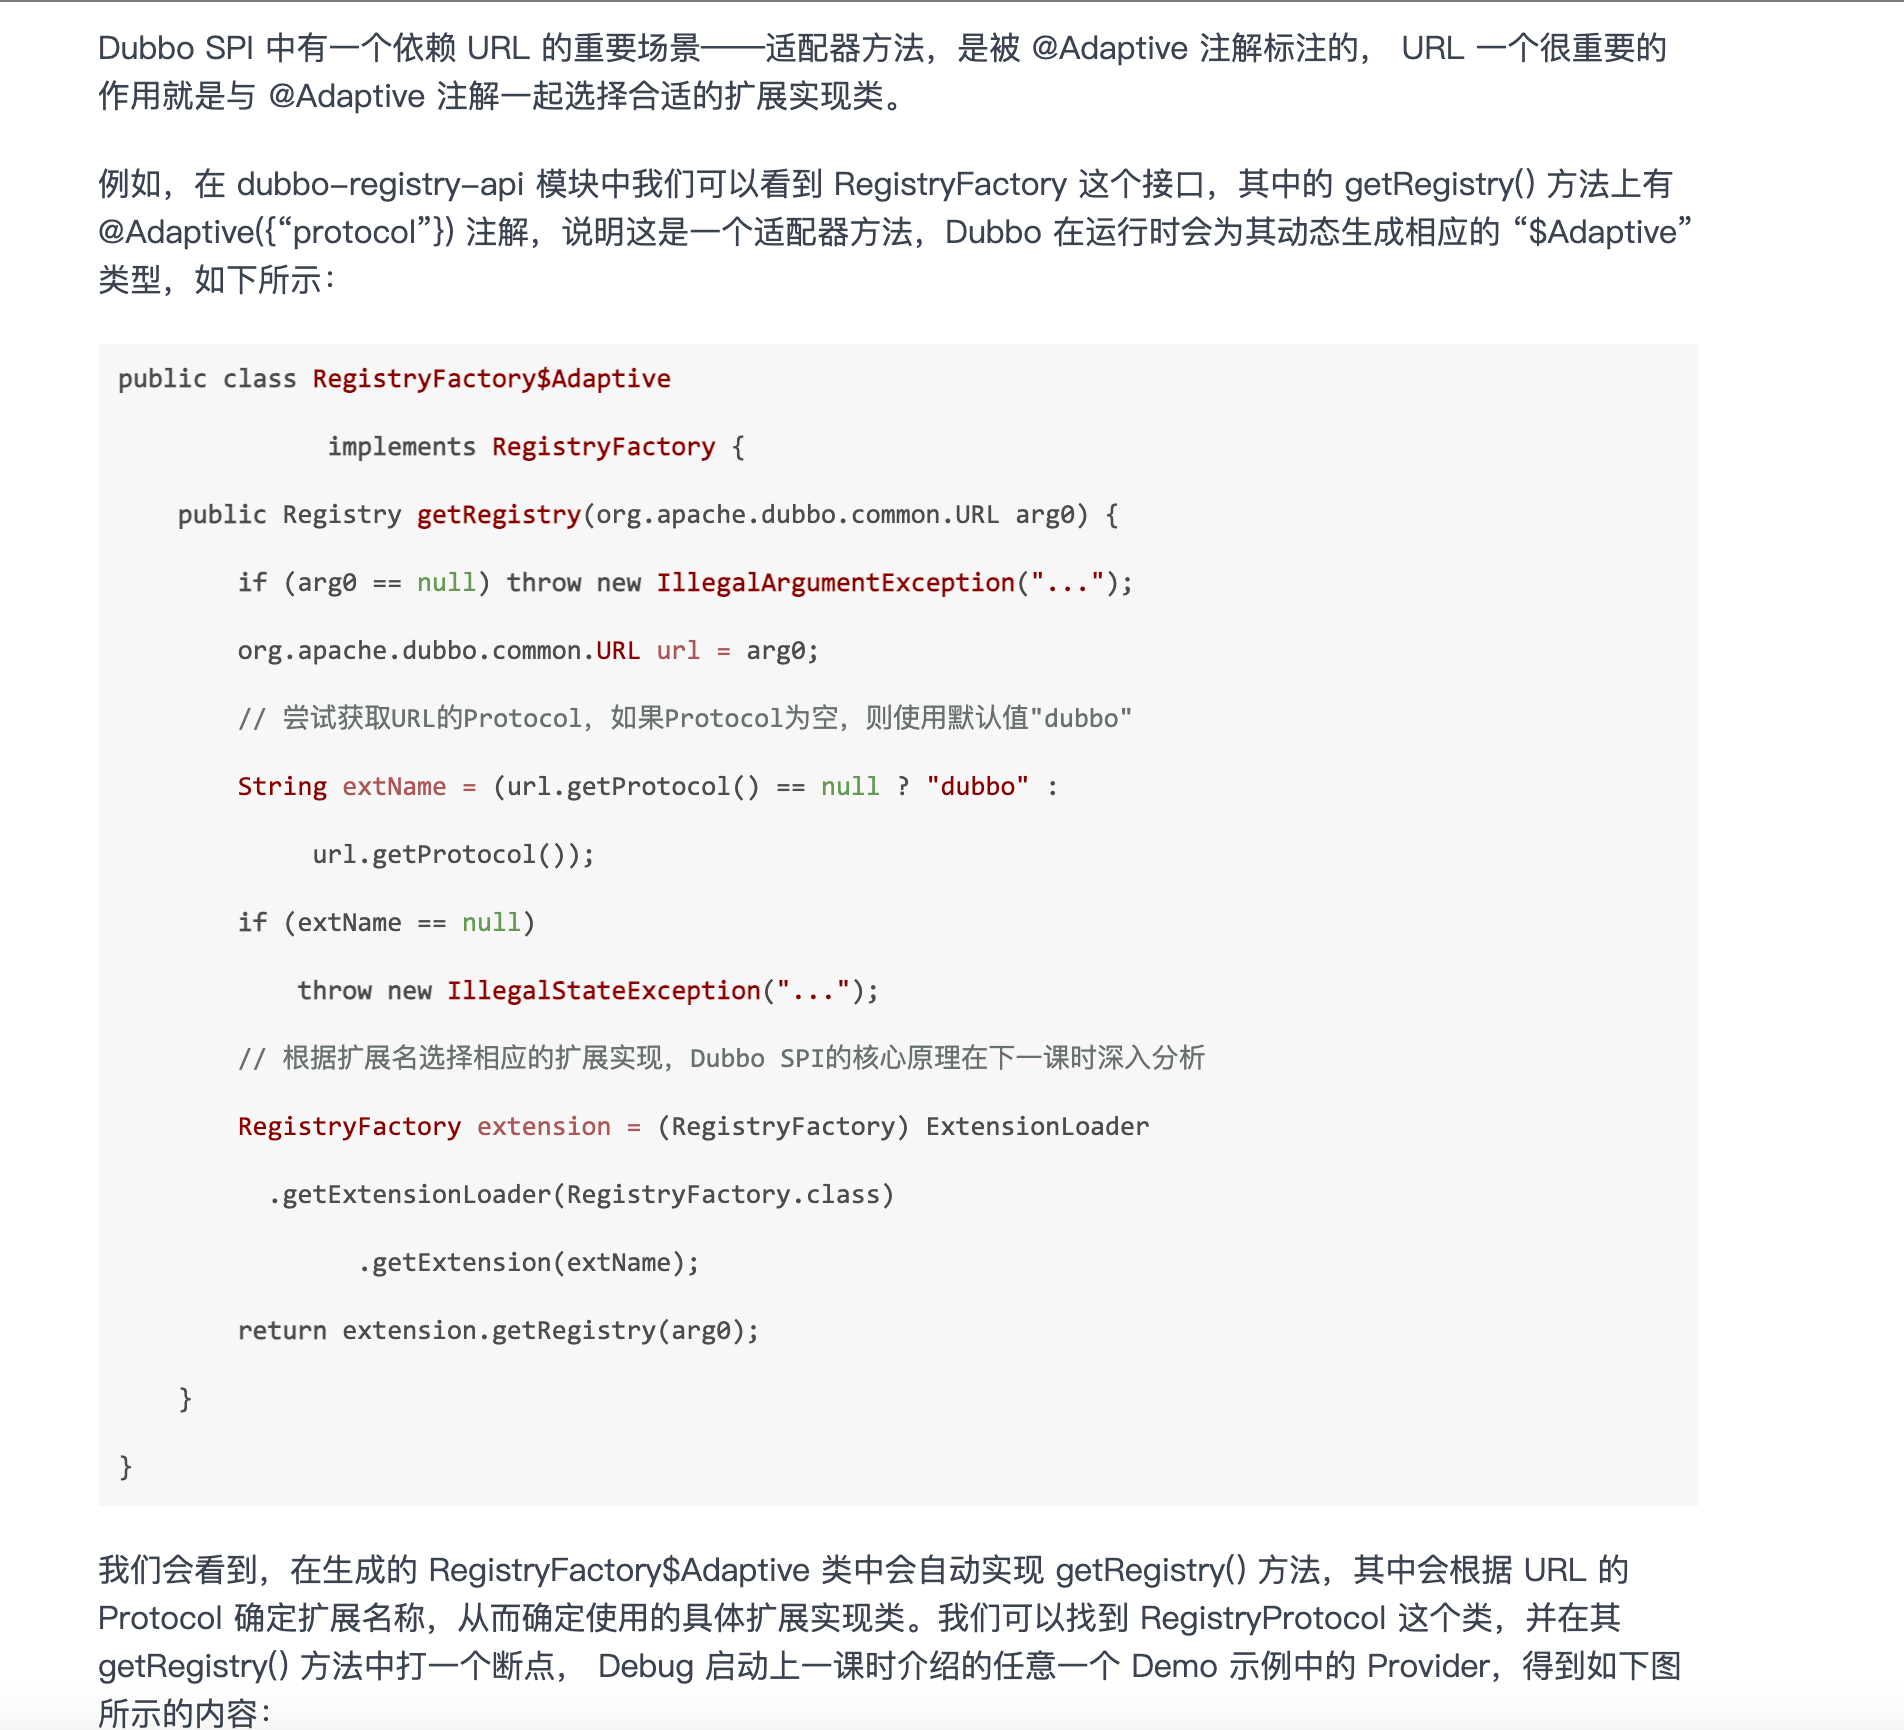 Dubbo SPI 中有一个依赖 URL 的重要场景——适配器方法，是被 @Adaptive 注解标注的， URL 一个很重要的
作用就是与 @Adaptive 注解一起选择合适的扩展实现类。
例如，在 dubbo-registry-api 模块中我们可以看到 RegistryFactory 这个接口，其中的 getRegistry() 方法上有
@Adaptive({“protocol”}) 注解，说明这是一个适配器方法，Dubbo 在运行时会为其动态生成相应的 “$Adaptive”
类型，如下所示：
public class RegistryFactory$Adaptive
              implements RegistryFactory {
    public Registry getRegistry(org.apache.dubbo.common.URL arg0) {
        if (arg0 == null) throw new IllegalArgumentException("...");
        org.apache.dubbo.common.URL url = arg0;
        // 尝试获取URL的Protocol，如果Protocol为空，则使用默认值"dubbo"
        String extName = (url.getProtocol() == null ? "dubbo" :
             url.getProtocol());
        if (extName == null)
            throw new IllegalStateException("...");
        // 根据扩展名选择相应的扩展实现，Dubbo SPI的核心原理在下一课时深入分析
        RegistryFactory extension = (RegistryFactory) ExtensionLoader
          .getExtensionLoader(RegistryFactory.class)
                .getExtension(extName);
        return extension.getRegistry(arg0);
    }
}
我们会看到，在生成的 RegistryFactory$Adaptive 类中会自动实现 getRegistry() 方法，其中会根据 URL 的
Protocol 确定扩展名称，从而确定使用的具体扩展实现类。我们可以找到 RegistryProtocol 这个类，并在其
getRegistry() 方法中打一个断点， Debug 启动上一课时介绍的任意一个 Demo 示例中的 Provider，得到如下图
所示的内容：